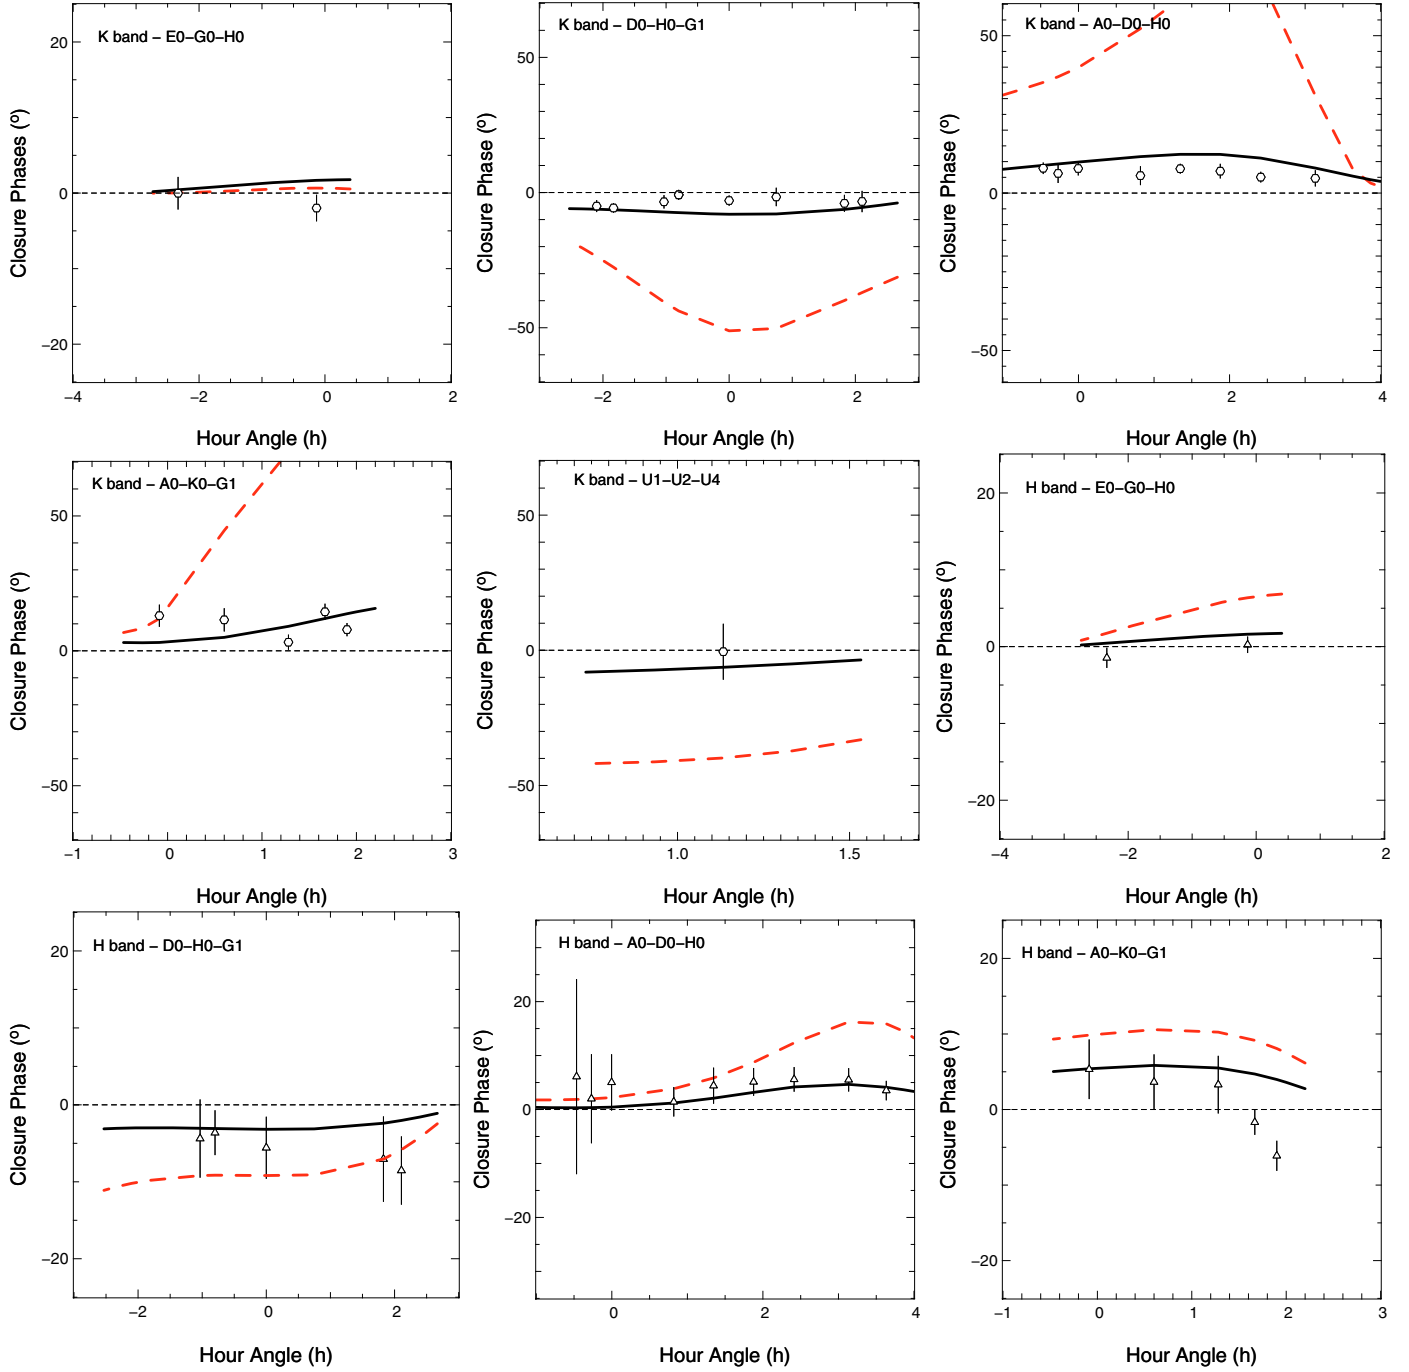 K band – E0–G0–H0
20
0
−20
−4
−2
0
2
Closure Phases (º)
Hour Angle (h)
K band – D0–H0–G1
50
0
−50
−2
0
2
Closure Phase (º)
Hour Angle (h)
K band – A0–D0–H0
50
0
−50
0
2
4
Closure Phase (º)
Hour Angle (h)
K band – A0–K0–G1
50
0
−50
−1
0
1
2
3
Closure Phase (º)
Hour Angle (h)
K band – U1–U2–U4
50
0
−50
1.0
1.5
Closure Phase (º)
Hour Angle (h)
H band – E0–G0–H0
20
0
−20
−4
−2
0
2
Closure Phases (º)
Hour Angle (h)
H band – D0–H0–G1
20
0
−20
−2
0
2
Closure Phase (º)
Hour Angle (h)
H band – A0–D0–H0
20
0
−20
0
2
4
Closure Phase (º)
Hour Angle (h)
H band – A0–K0–G1
20
0
−20
−1
0
1
2
3
Closure Phase (º)
Hour Angle (h)